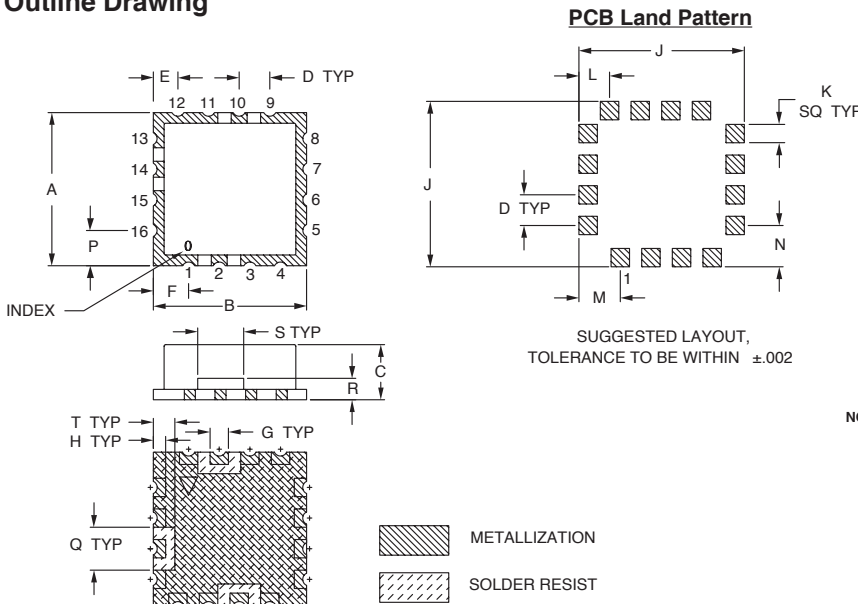 Outline Drawing
PCB Land Pattern
E
D TYP
12 11 10 9
13
14
15
16
8
7
6
5
A
P
0
1 2 3 4
F
B
INDEX
J
L
K
SQ TYP
J
D TYP
N
1
M
SUGGESTED LAYOUT,
TOLERANCE TO BE WITHIN ±.002
S TYP
C
R
T TYP
H TYP
G TYP
Q TYP
METALLIZATION
SOLDER RESIST